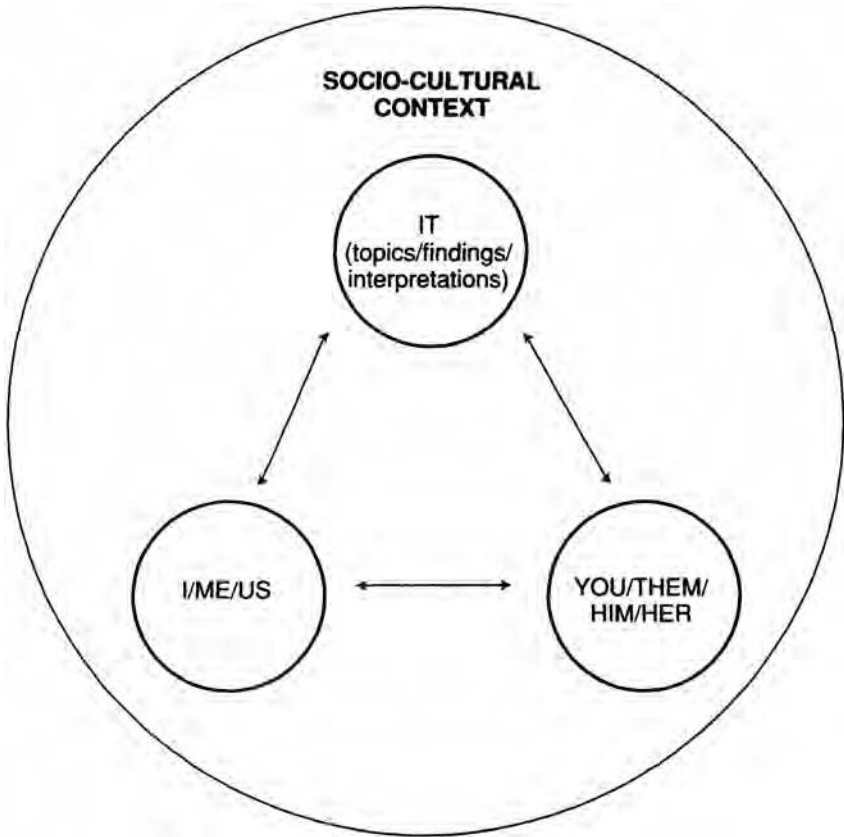 SOCIO-CULTURAL
CONTEXT
IT
(topics/findings/
interpretations)
I/ME/US
YOU/THEM/
HIM/HER